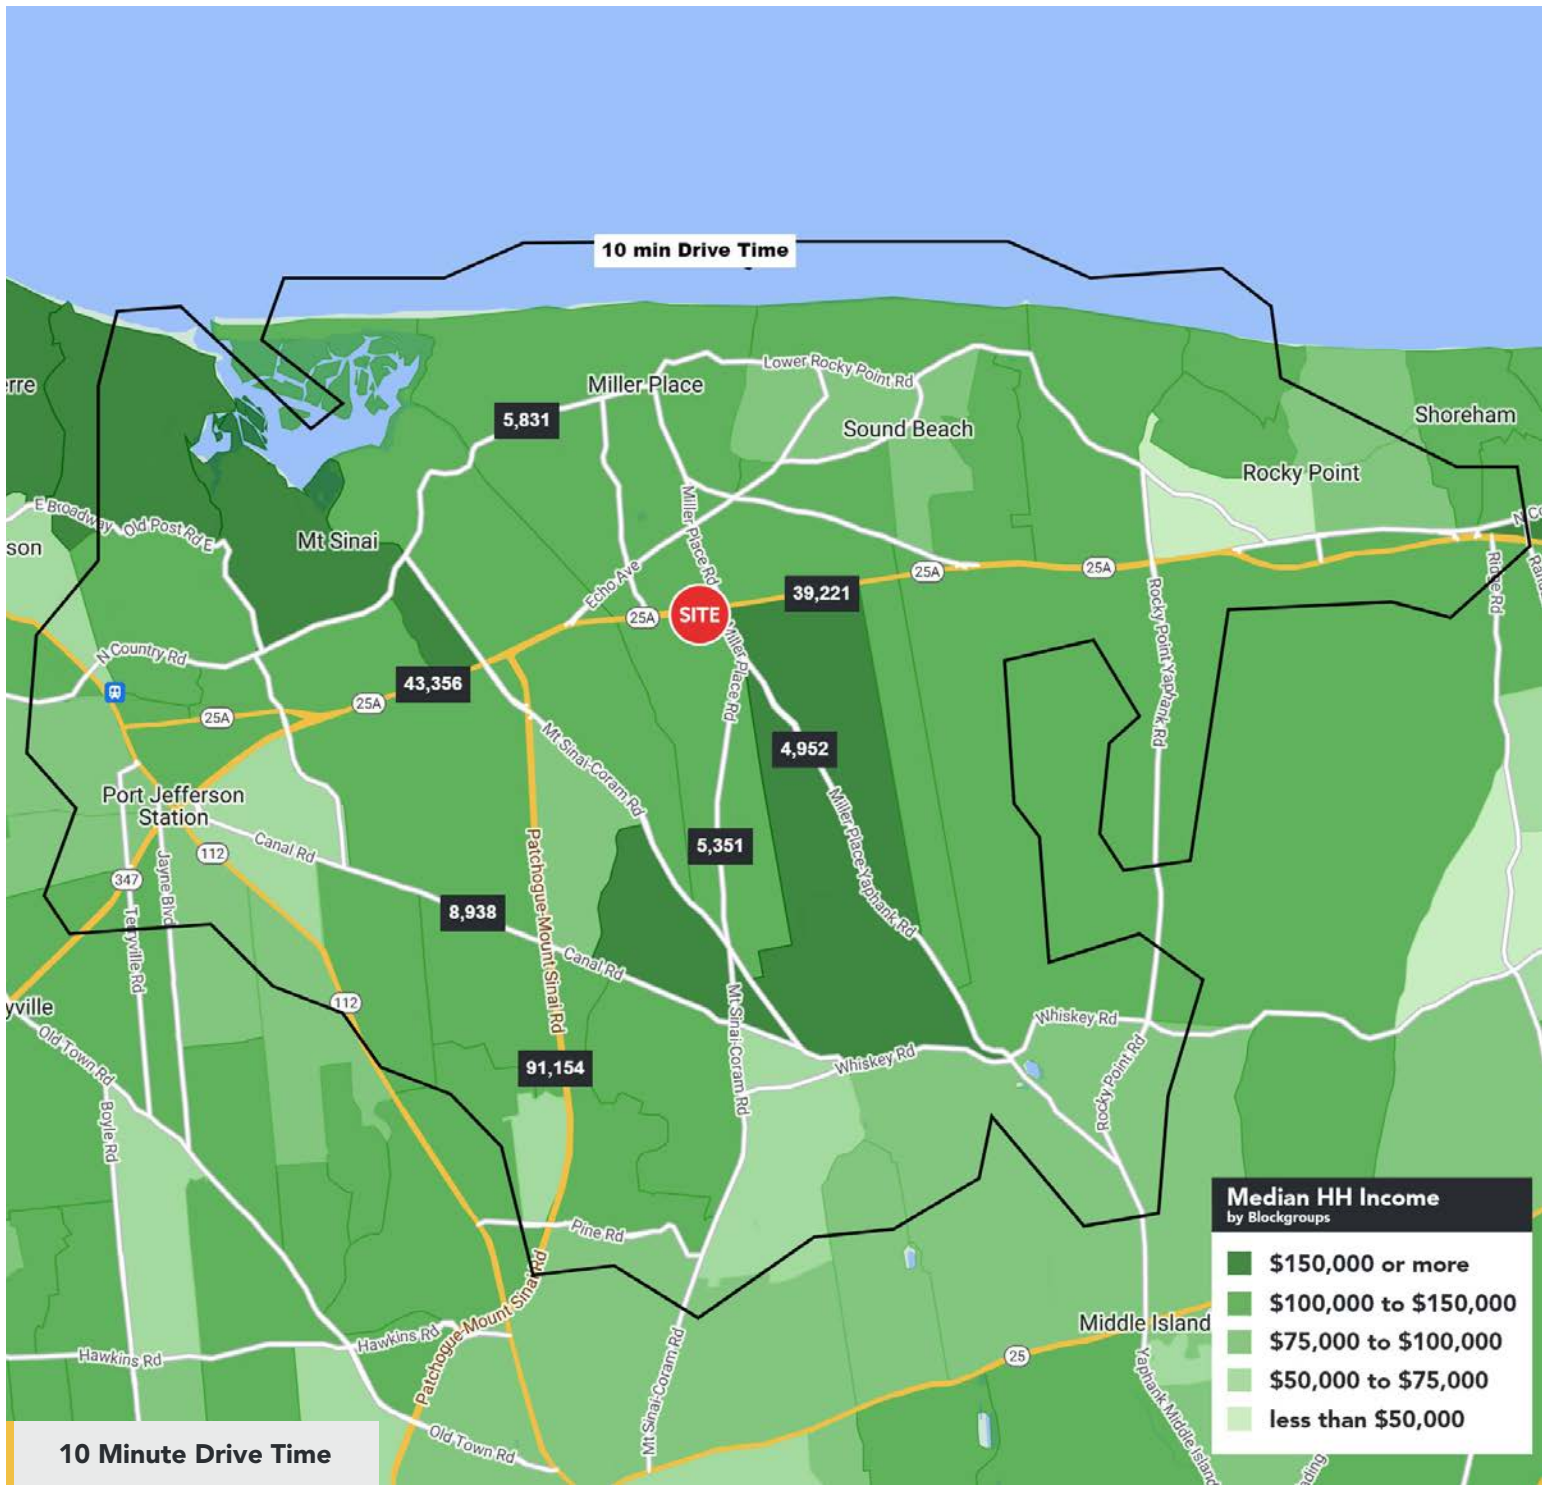 10 min Drive Time
erre
Miller Place
Lower Rocky Point Rd
5,831
Sound Beach
Shoreham
Rocky Point
E Broadway
Old Post Rd E
son
Mt Sinai
Miller Place Rd
N Co
Echo Ave
25A
25A
39,221
Ridge Rd
25A
SITE
Rocky Point Yaphank Rd
N Country Rd
Miller Place Rd
43,356
25A
25A
Mt Sinai-Coram Rd
4,952
Port Jefferson
Station
Miller Place-Yaphank Rd
Canal Rd
112
5,351
Patchogue-Mount Sinai Rd
Jayne Blvd
347
Terryville Rd
8,938
Canal Rd
112
yville
Mt Sinai-Coram Rd
Whiskey Rd
Old Town Rd
Whiskey Rd
91,154
Rocky Point Rd
Boyle Rd
Pine Rd
Median HH Income
by Blockgroups
$150,000 or more
$100,000 to $150,000
$75,000 to $100,000
$50,000 to $75,000
less than $50,000
Patchogue-Mount Sinai Rd
Middle Island
Hawkins Rd
Hawkins Rd
25
Mt Sinai-Coram Rd
Yaphank Middle Island
Old Town Rd
10 Minute Drive Time
ading